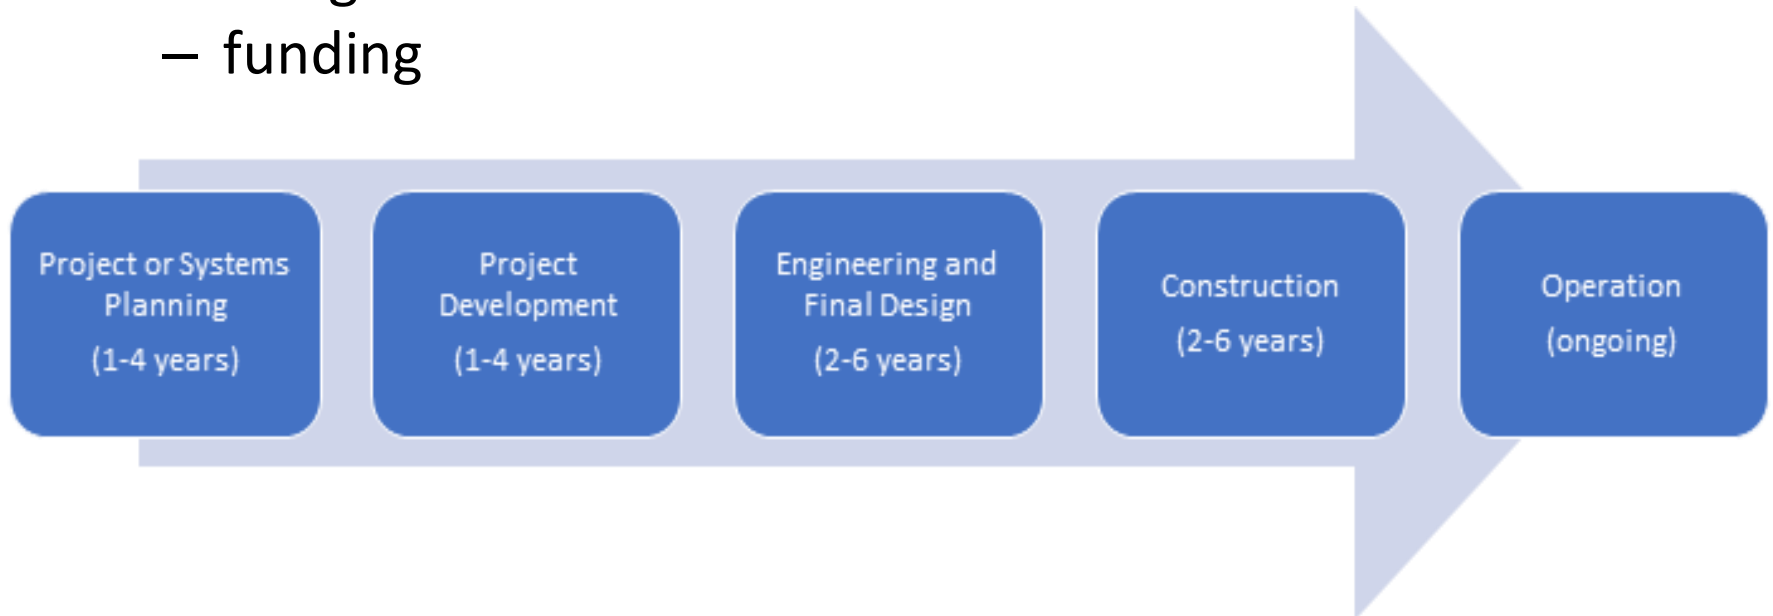 – funding
Project or Systems
Planning
(1-4 years)
Project
Development
(1-4 years)
Engineering and
Final Design
(2-6 years)
Construction
(2-6 years)
Operation
(ongoing)